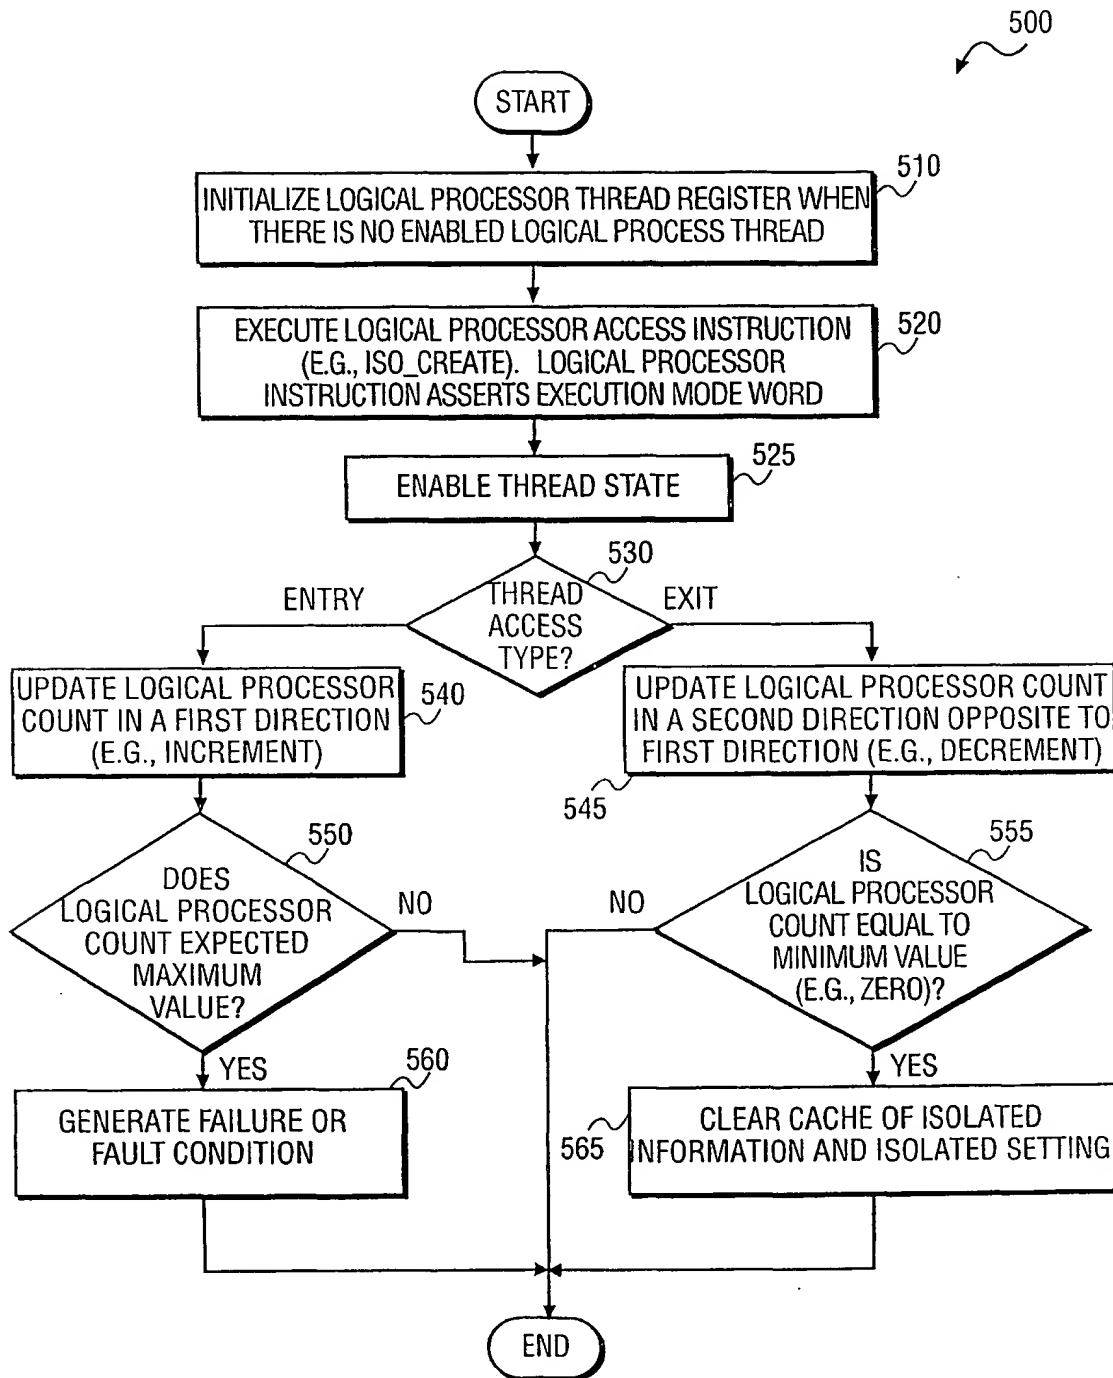 500
START
510
INITIALIZE LOGICAL PROCESSOR THREAD REGISTER WHEN
THERE IS NO ENABLED LOGICAL PROCESS THREAD
EXECUTE LOGICAL PROCESSOR ACCESS INSTRUCTION
(E.G., ISO_CREATE). LOGICAL PROCESSOR
INSTRUCTION ASSERTS EXECUTION MODE WORD
520
ENABLE THREAD STATE
525
530
THREAD
ACCESS
TYPE?
ENTRY
EXIT
UPDATE LOGICAL PROCESSOR
COUNT IN A FIRST DIRECTION
(E.G., INCREMENT)
540
UPDATE LOGICAL PROCESSOR COUNT
IN A SECOND DIRECTION OPPOSITE TO
FIRST DIRECTION (E.G., DECREMENT)
545
550
DOES
LOGICAL PROCESSOR
COUNT EXPECTED
MAXIMUM
VALUE?
NO
YES
555
IS
LOGICAL PROCESSOR
COUNT EQUAL TO
MINIMUM VALUE
(E.G., ZERO)?
NO
YES
560
GENERATE FAILURE OR
FAULT CONDITION
565
CLEAR CACHE OF ISOLATED
INFORMATION AND ISOLATED SETTING
END